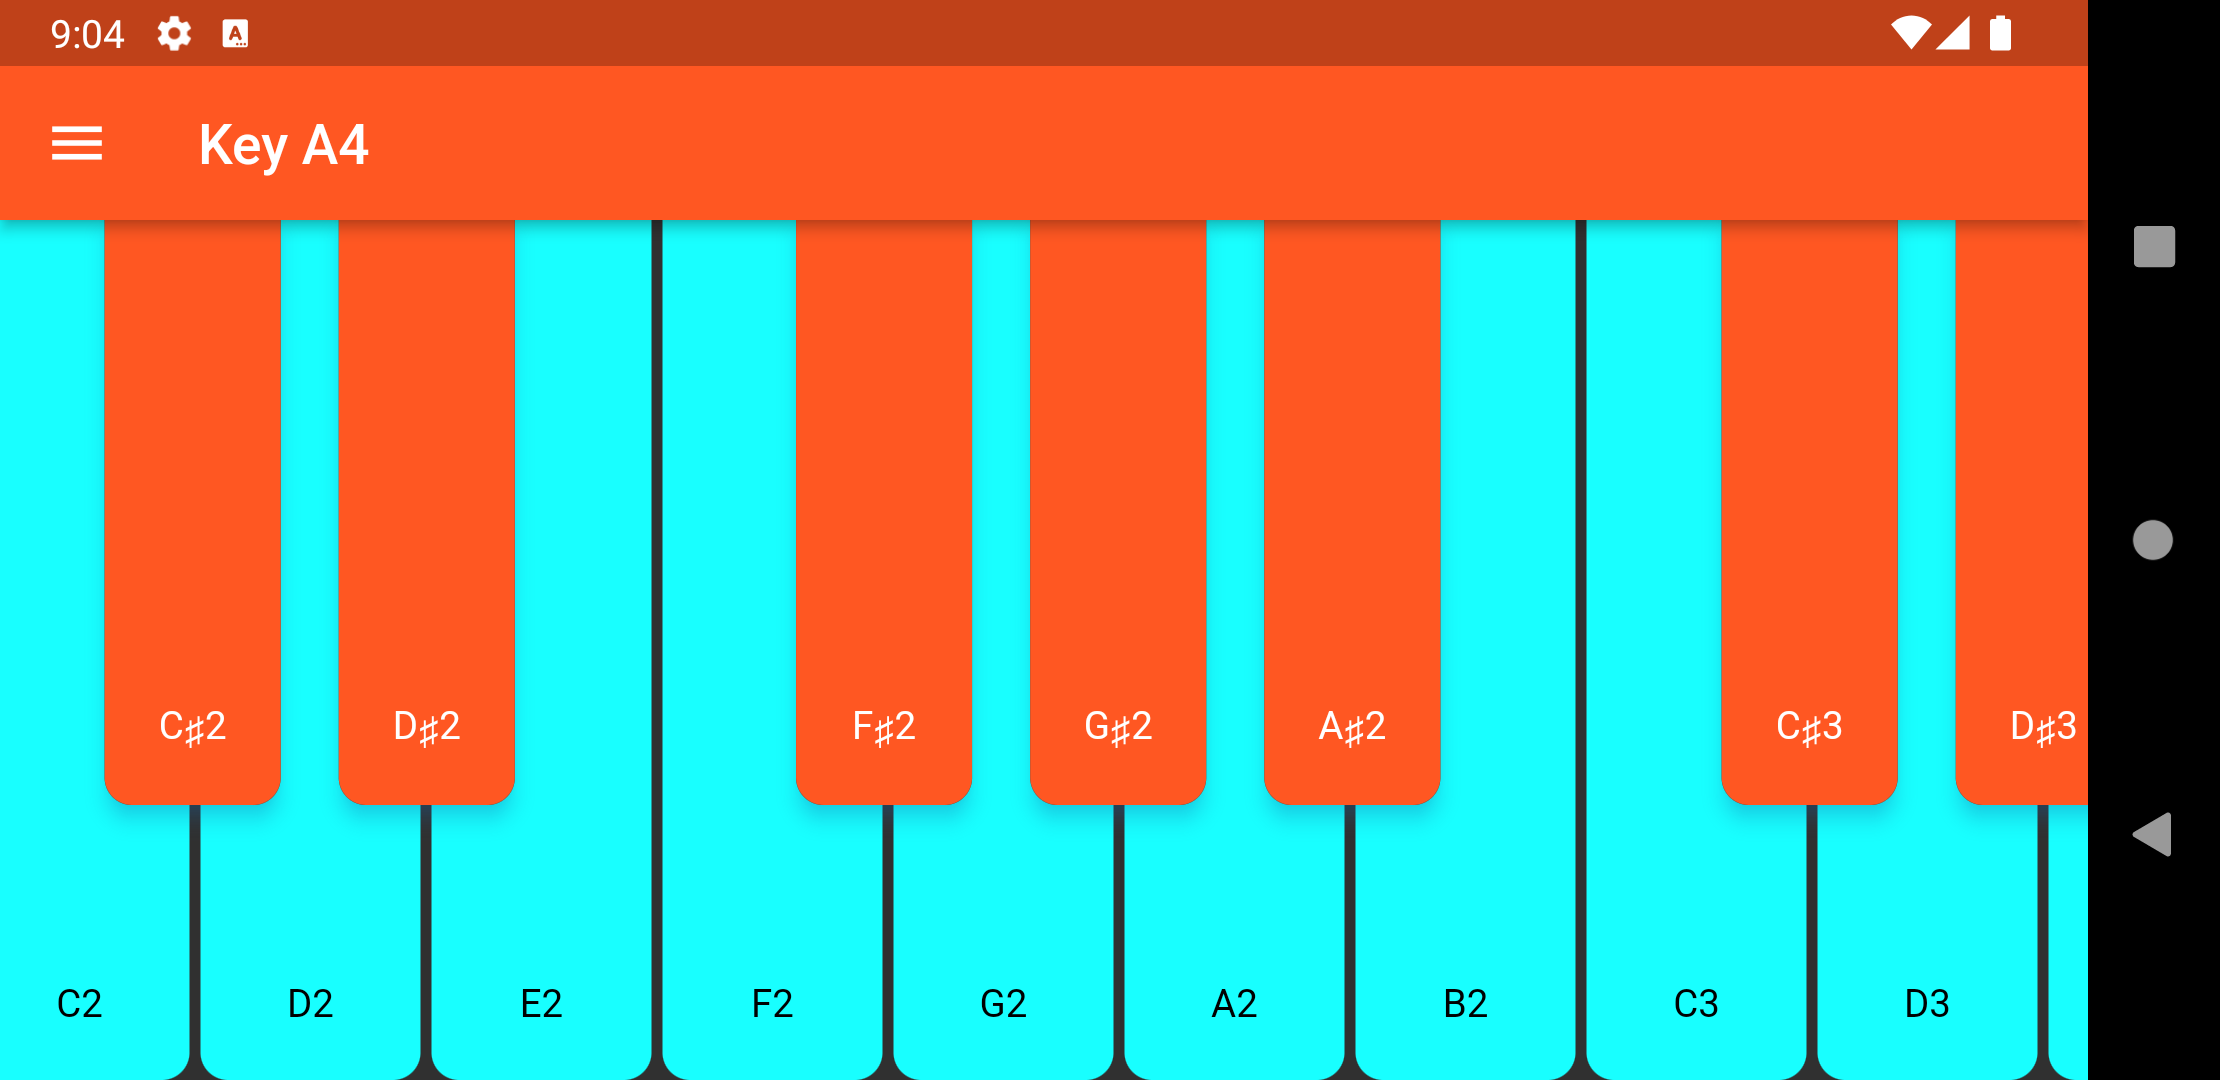 9:04
Key A4
C♯2 D♯2 F♯2 G♯2 A♯2 C♯3 D♯3
C2 D2 E2 F2 G2 A2 B2 C3 D3